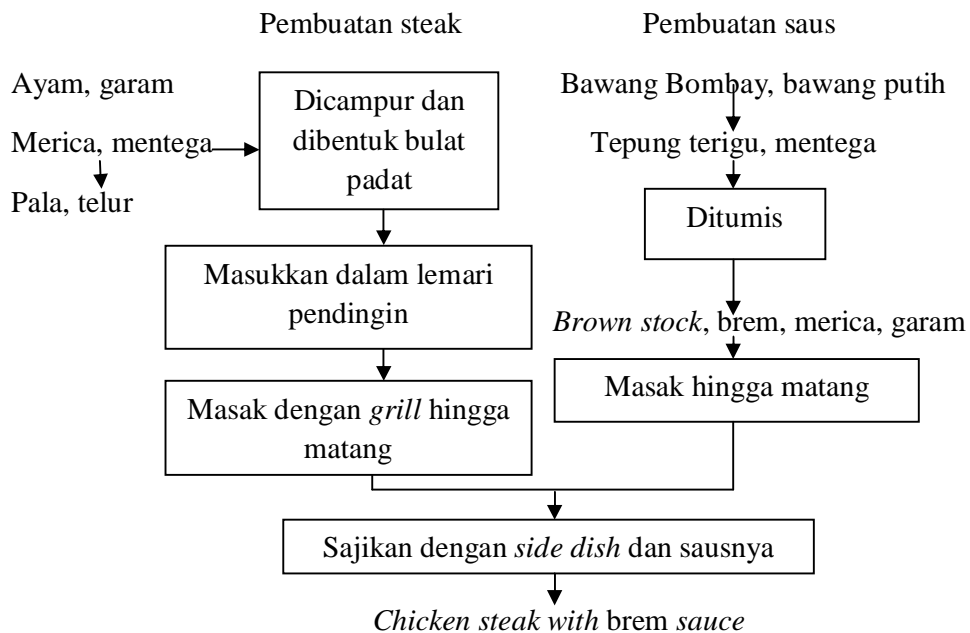 Pembuatan steak
Ayam, garam
Merica, mentega
Pala, telur
Dicampur dan
dibentuk bulat
padat
Masukkan dalam lemari
pendingin
Masak dengan grill hingga
matang
Pembuatan saus
Bawang Bombay, bawang putih
Tepung terigu, mentega
Ditumis
Brown stock, brem, merica, garam
Masak hingga matang
Sajikan dengan side dish dan sausnya
Chicken steak with brem sauce